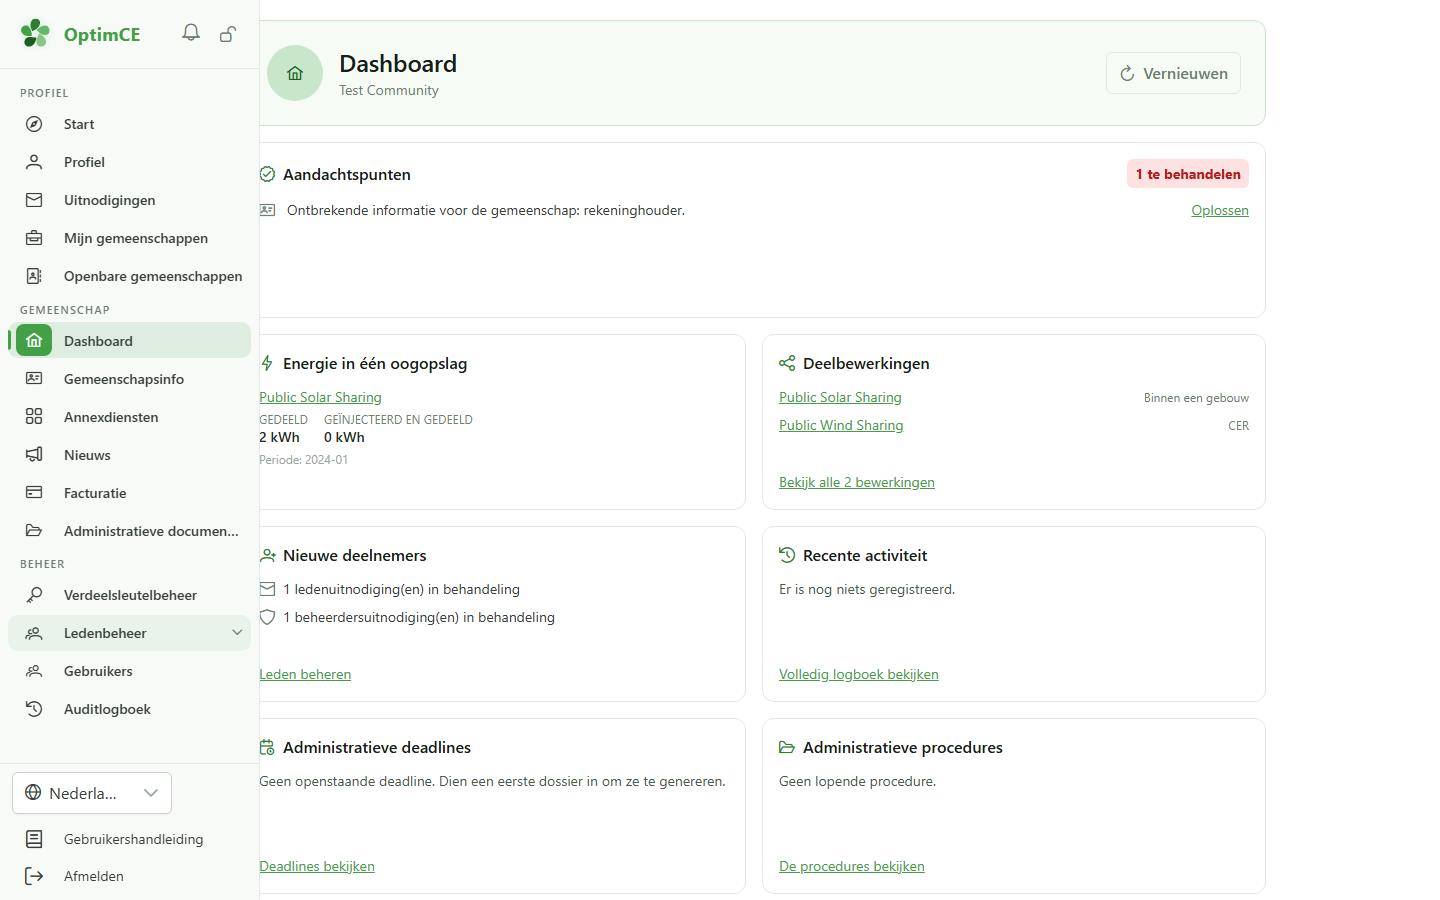 OptimCE
PROFIEL
Start
Profiel
Uitnodigingen
Mijn gemeenschappen
Openbare gemeenschappen
GEMEENSCHAP
Dashboard
Gemeenschapsinfo
Annexdiensten
Nieuws
Facturatie
Administratieve documen...
BEHEER
Verdeelsleutelbeheer
Ledenbeheer
Gebruikers
Auditlogboek
Nederla...
Gebruikershandleiding
Afmelden
Dashboard
Test Community
Vernieuwen
Aandachtspunten
1 te behandelen
Ontbrekende informatie voor de gemeenschap: rekeninghouder.
Oplossen
Energie in één oogopslag
Public Solar Sharing
GEDEELD GEÏNJECTEERD EN GEDEELD
2 kWh 0 kWh
Periode: 2024-01
Deelbewerkingen
Public Solar Sharing Binnen een gebouw
Public Wind Sharing CER
Bekijk alle 2 bewerkingen
Nieuwe deelnemers
1 ledenuitnodiging(en) in behandeling
1 beheerdersuitnodiging(en) in behandeling
Leden beheren
Recente activiteit
Er is nog niets geregistreerd.
Volledig logboek bekijken
Administratieve deadlines
Geen openstaande deadline. Dien een eerste dossier in om ze te genereren.
Deadlines bekijken
Administratieve procedures
Geen lopende procedure.
De procedures bekijken